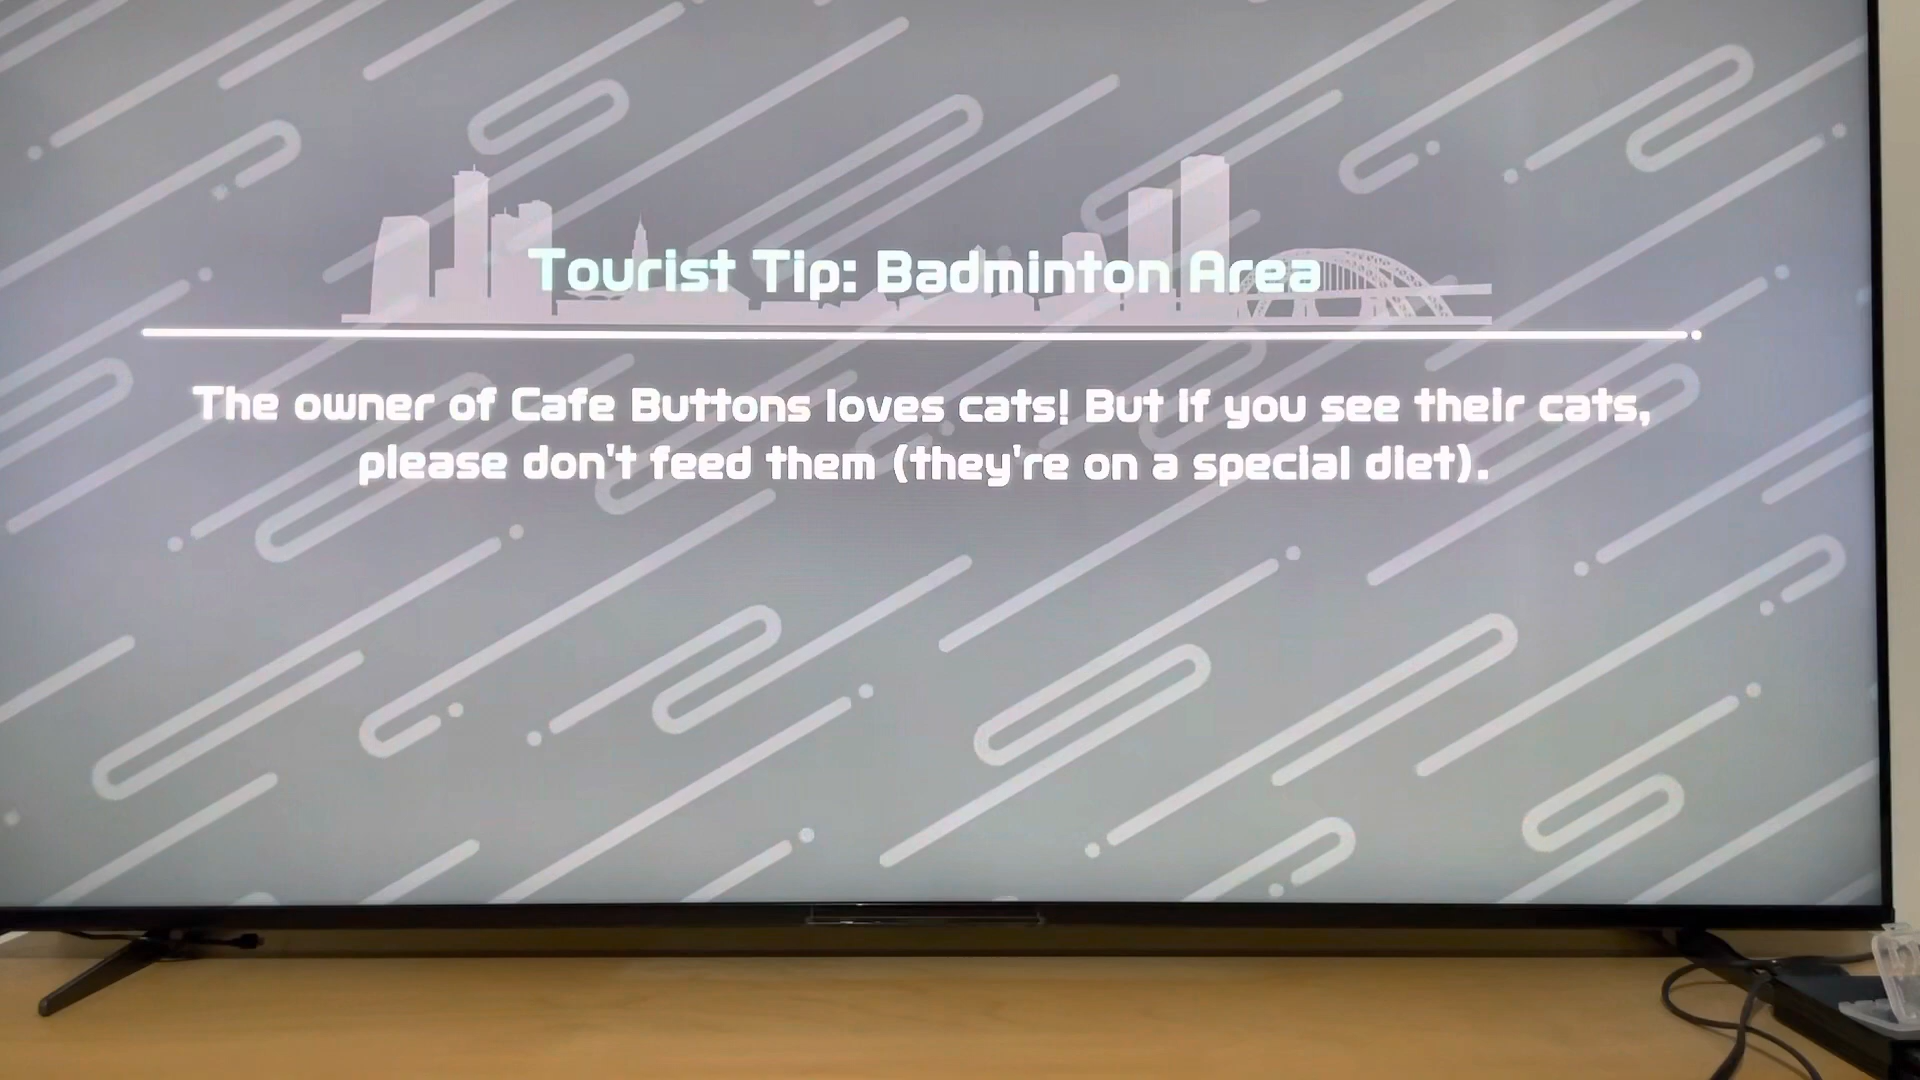 Tourist Tip: Badminton Area
The owner of Cafe Buttons loves cats! But if you see their cats,
please don't feed them (they're on a special diet).